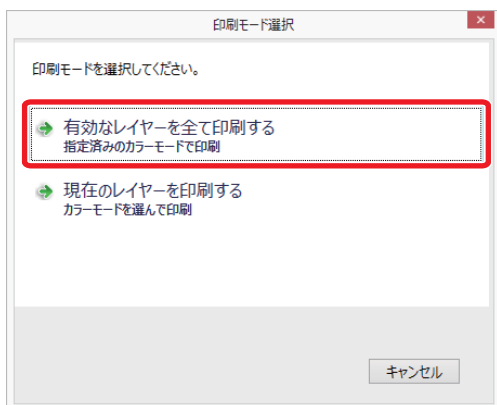 印刷モード選択
印刷モードを選択してください。
有効なレイヤーを全て印刷する
指定済みのカラーモードで印刷
現在のレイヤーを印刷する
カラーモードを選んで印刷
キャンセル